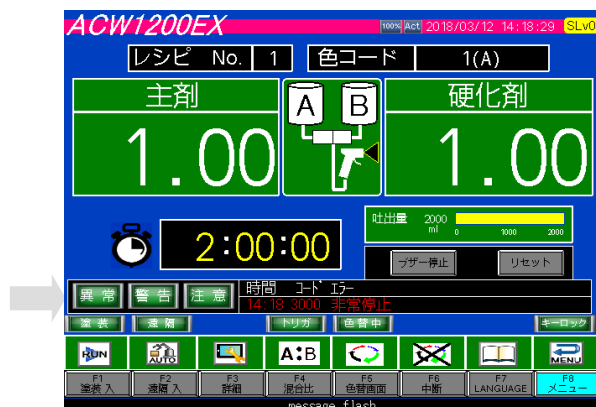 ACW1200EX 100% Act 2018/03/12 14:18:29 SLv0
レシピ No. 1 色コード 1(A)
主剤 A B 硬化剤
1.00 1.00
吐出量 2000 ml 0 1000 2000
2:00:00
ブザー停止 リセット
異常 警告 注意 時間 コード エラー
14:18 3000 非常停止
塗装 遠隔 トリガ 色替中 キーロック
RUN AUTO A:B MENU
F1 F2 F3 F4 F5 F6 F7 F8
塗装入 遠隔入 詳細 混合比 色替画面 中断 LANGUAGE メニュー
message flash